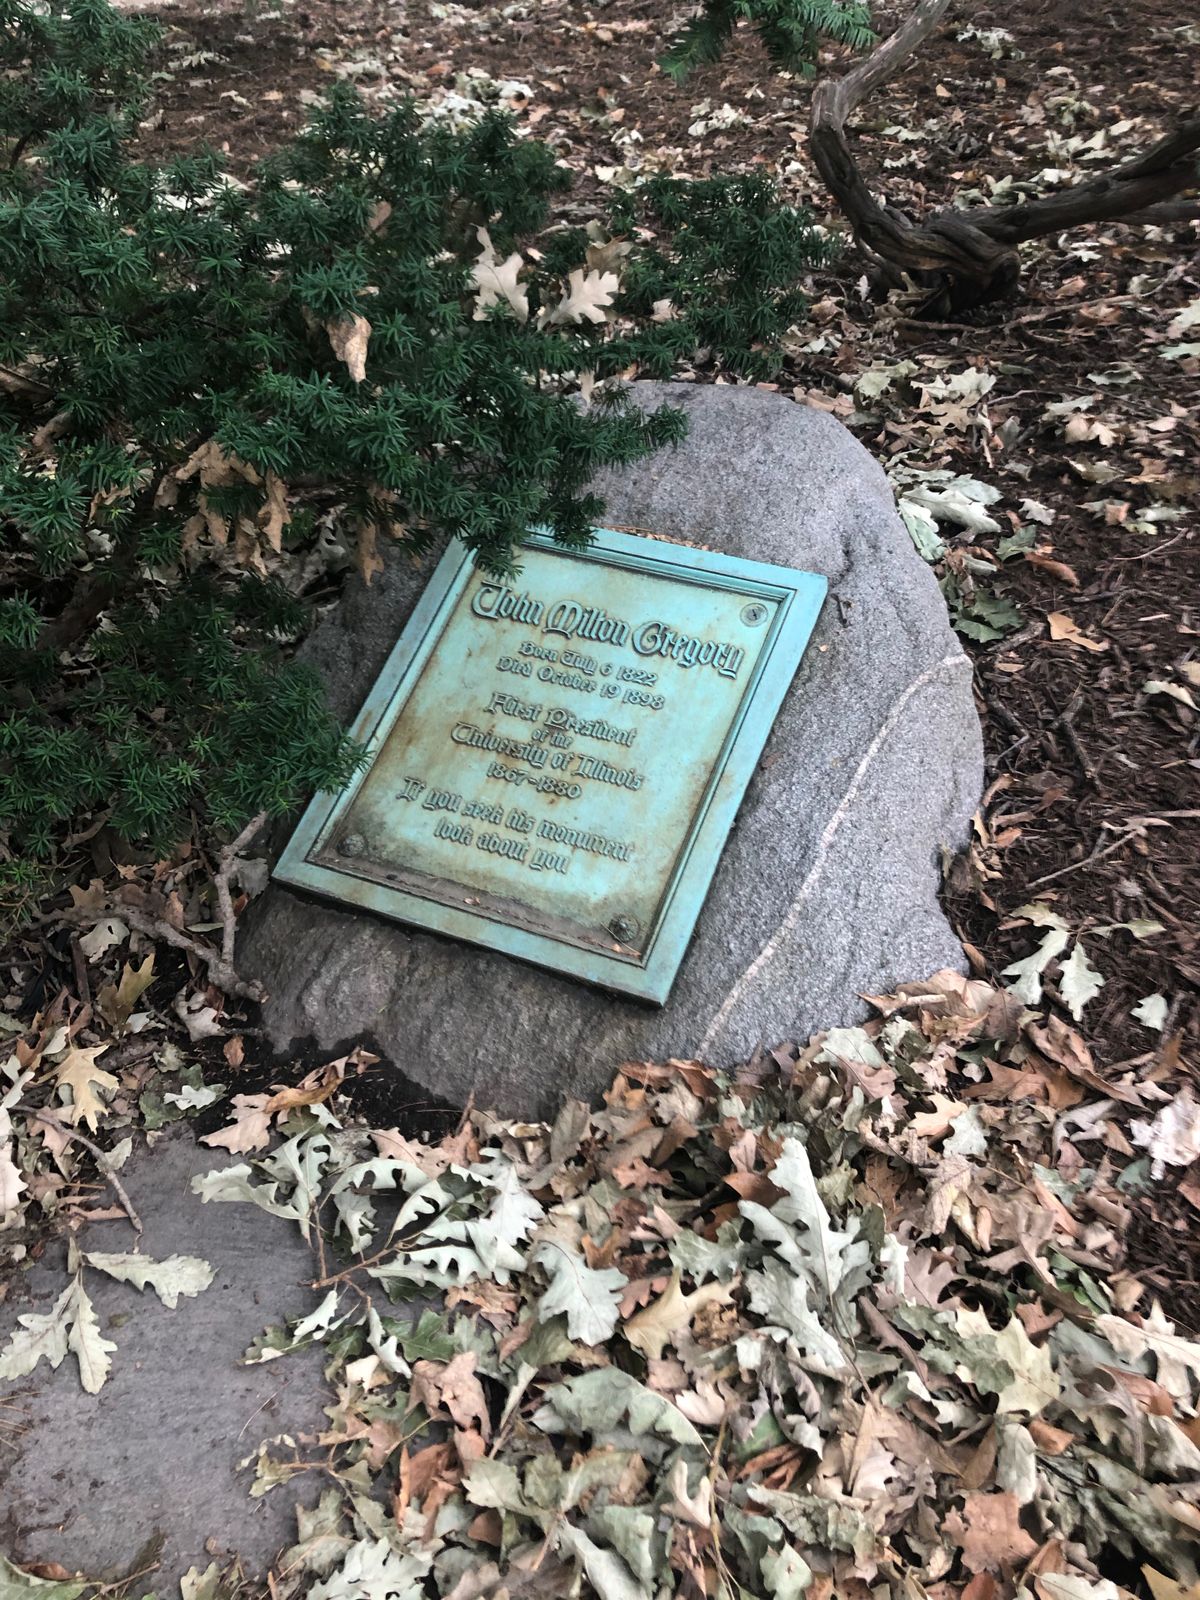 John Milton Gregory
Born July 6 1822
Died October 19 1898
First President
of the
University of Illinois
1867-1880
If you seek his monument
look about you